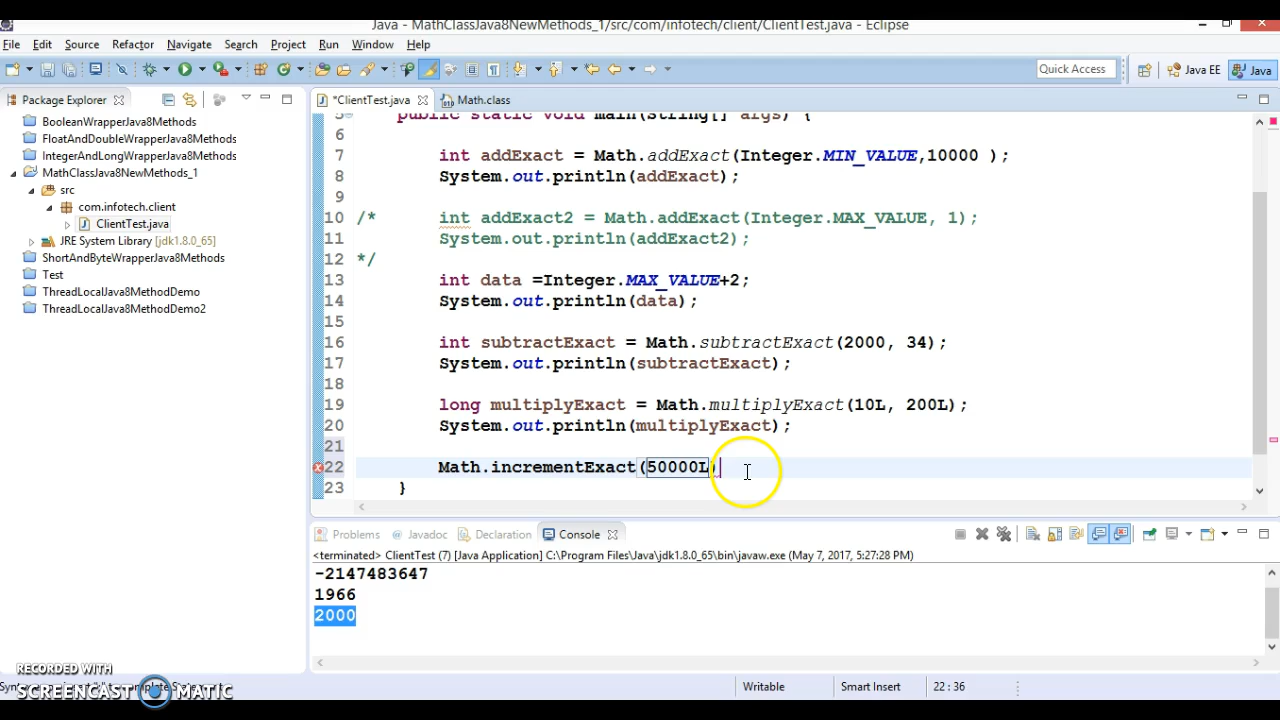 Java - MathClassJava8NewMethods_1/src/com/infotech/client/ClientTest.java - Eclipse
File Edit Source Refactor Navigate Search Project Run Window Help
Quick Access Java EE Java
Package Explorer *ClientTest.java Math.class
BooleanWrapperJava8Methods
FloatAndDoubleWrapperJava8Methods
IntegerAndLongWrapperJava8Methods
MathClassJava8NewMethods_1
src
com.infotech.client
ClientTest.java
JRE System Library [jdk1.8.0_65]
ShortAndByteWrapperJava8Methods
Test
ThreadLocalJava8MethodDemo
ThreadLocalJava8MethodDemo2
5 public static void main(String[] args) {
6
7 int addExact = Math.addExact(Integer.MIN_VALUE,10000 );
8 System.out.println(addExact);
9
10 /* int addExact2 = Math.addExact(Integer.MAX_VALUE, 1);
11 System.out.println(addExact2);
12 */
13 int data =Integer.MAX_VALUE+2;
14 System.out.println(data);
15
16 int subtractExact = Math.subtractExact(2000, 34);
17 System.out.println(subtractExact);
18
19 long multiplyExact = Math.multiplyExact(10L, 200L);
20 System.out.println(multiplyExact);
21
22 Math.incrementExact(50000L)
23 }
Problems @ Javadoc Declaration Console
<terminated> ClientTest (7) [Java Application] C:\Program Files\Java\jdk1.8.0_65\bin\javaw.exe (May 7, 2017, 5:27:28 PM)
-2147483647
1966
2000
RECORDED WITH
SCREENCAST MATIC
Writable Smart Insert 22 : 36